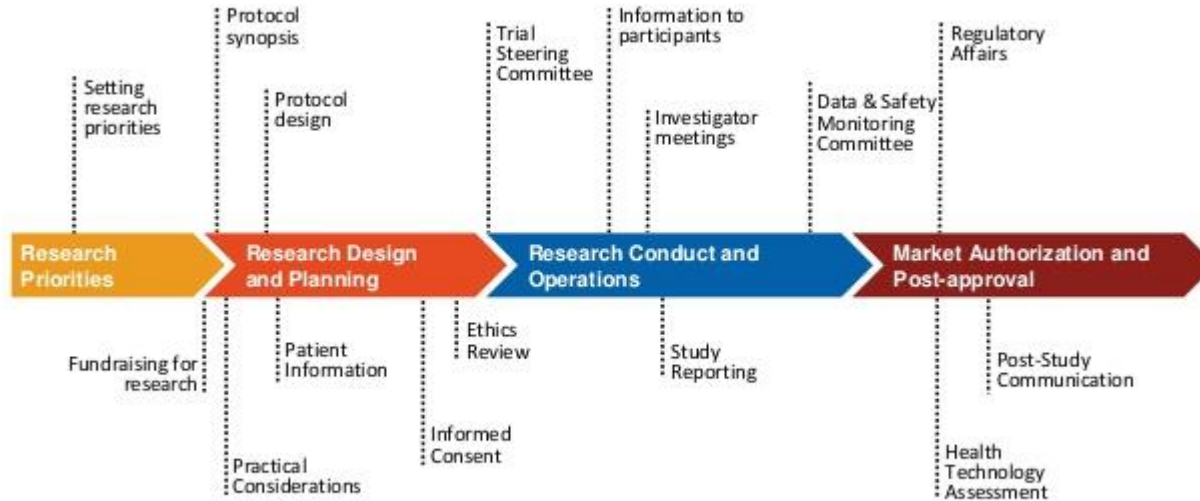 Protocol
synopsis
Setting
research
priorities
Protocol
design
Trial
Steering
Committee
Information to
participants
Investigator
meetings
Data & Safety
Monitoring
Committee
Regulatory
Affairs
Research
Priorities
Research Design
and Planning
Research Conduct and
Operations
Market Authorization and
Post-approval
Fundraising for
research
Practical
Considerations
Patient
Information
Informed
Consent
Ethics
Review
Study
Reporting
Health
Technology
Assessment
Post-Study
Communication